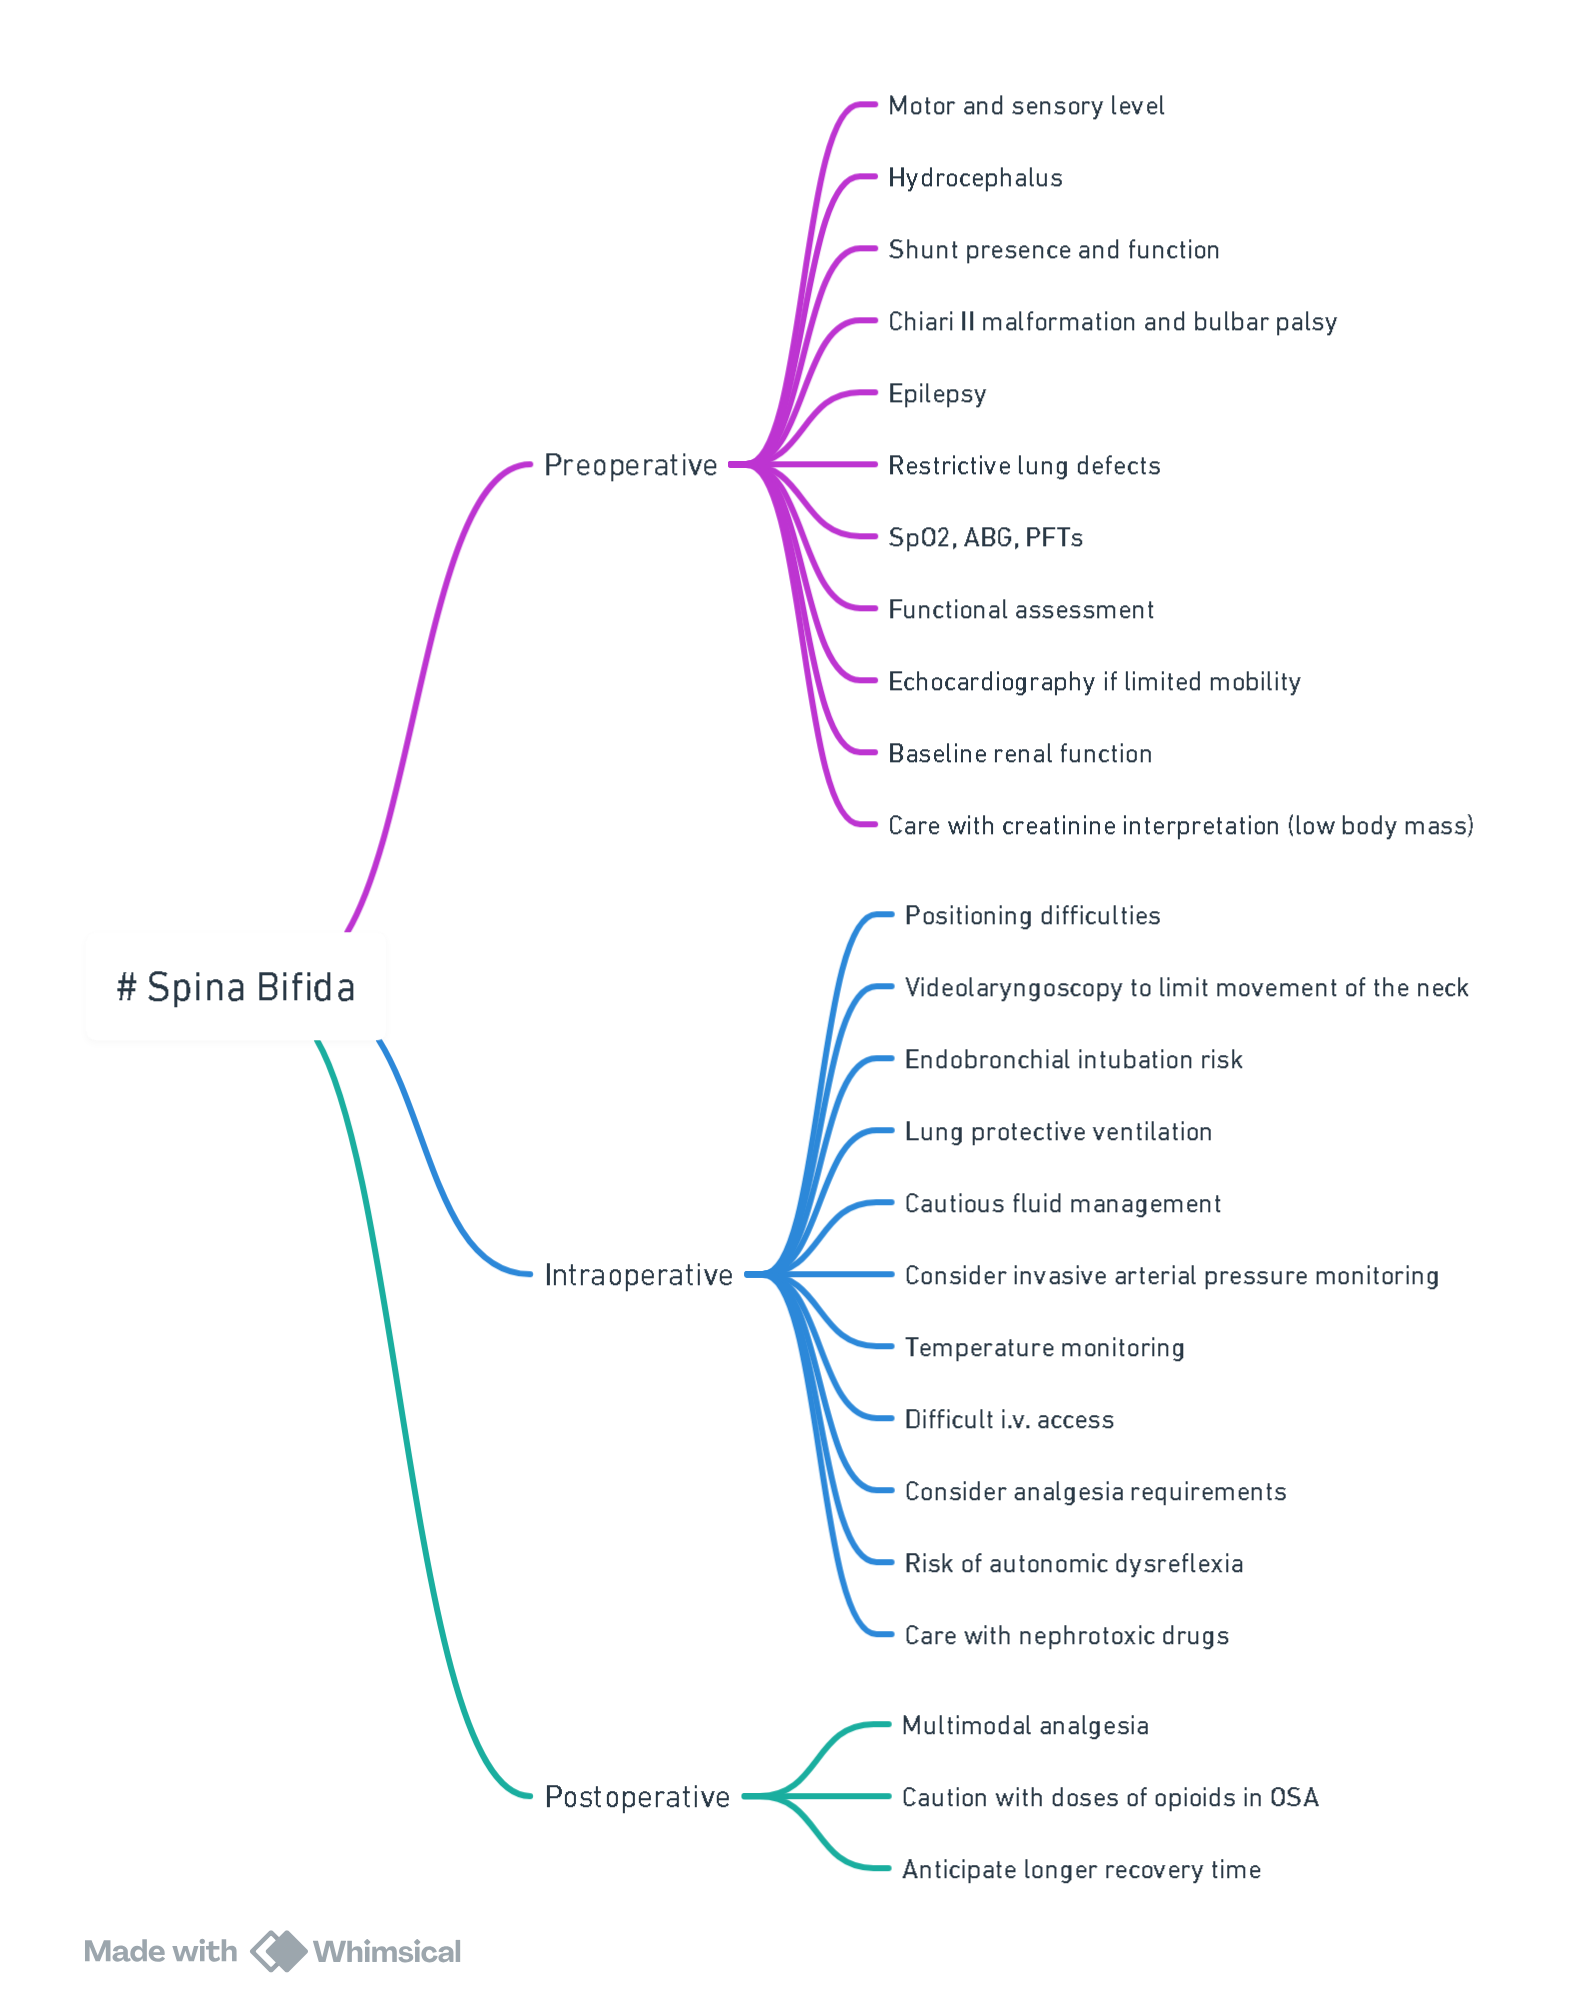 Motor and sensory level
Hydrocephalus
Shunt presence and function
Chiari II malformation and bulbar palsy
Epilepsy
Preoperative
Restrictive lung defects
SpO2, ABG, PFTs
Functional assessment
Echocardiography if limited mobility
Baseline renal function
Care with creatinine interpretation (low body mass)
# Spina Bifida
Positioning difficulties
Videolaryngoscopy to limit movement of the neck
Endobronchial intubation risk
Lung protective ventilation
Cautious fluid management
Intraoperative
Consider invasive arterial pressure monitoring
Temperature monitoring
Difficult i.v. access
Consider analgesia requirements
Risk of autonomic dysreflexia
Care with nephrotoxic drugs
Multimodal analgesia
Postoperative
Caution with doses of opioids in OSA
Anticipate longer recovery time
Made with Whimsical